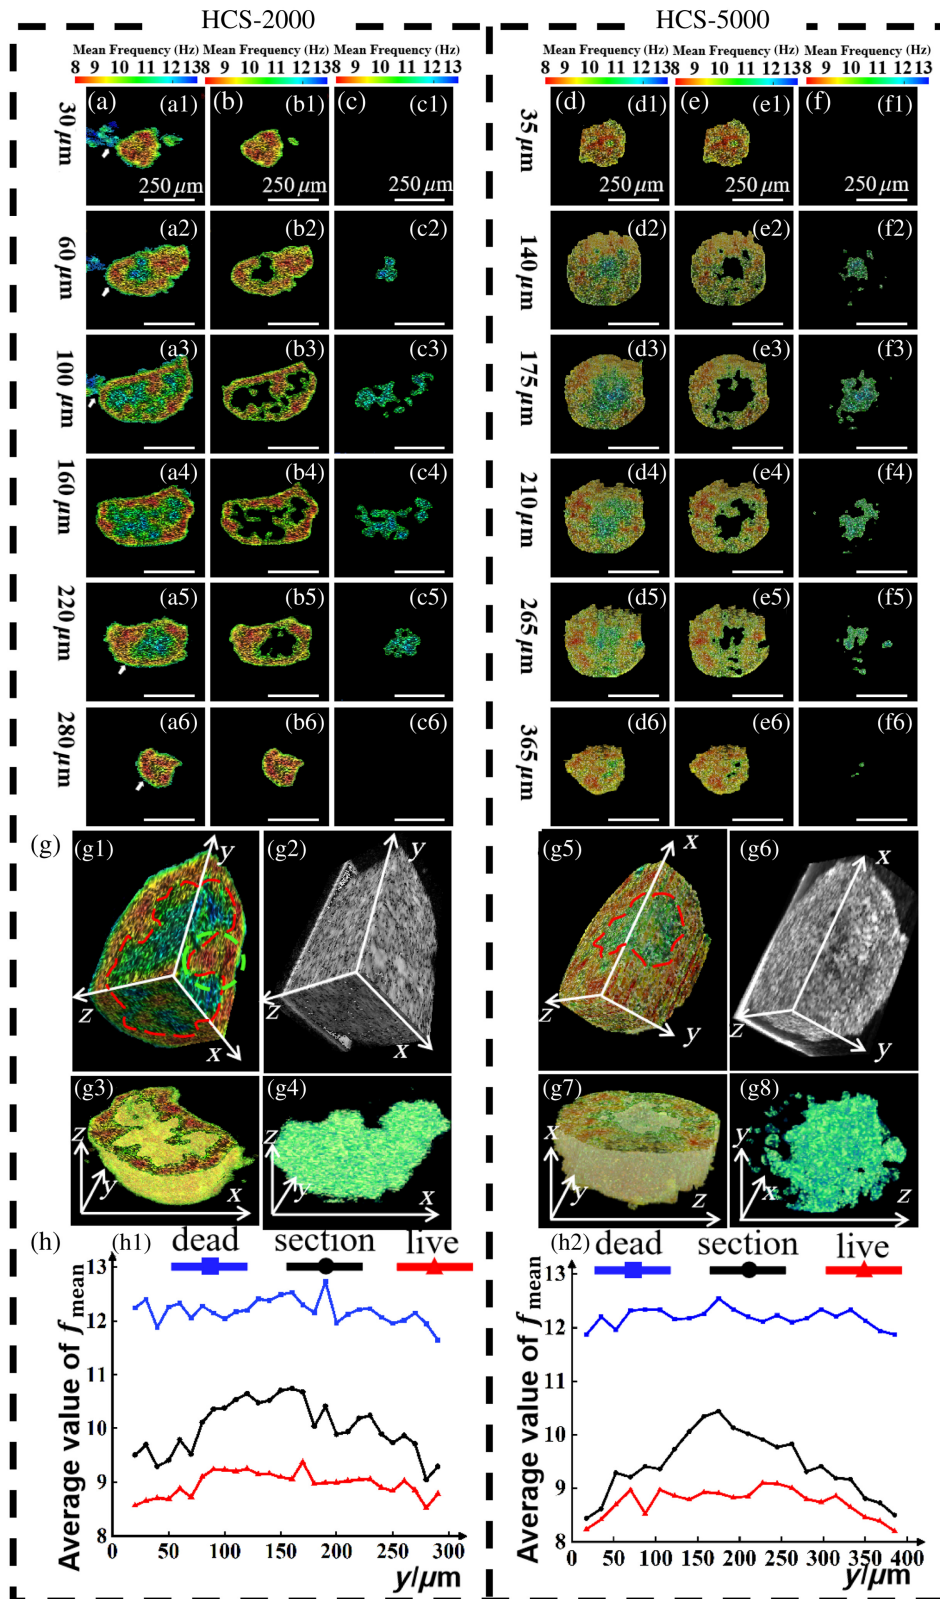 HCS-2000 HCS-5000
Mean Frequency (Hz) Mean Frequency (Hz) Mean Frequency (Hz) Mean Frequency (Hz) Mean Frequency (Hz) Mean Frequency (Hz)
8 9 10 11 12 13 8 9 10 11 12 13 8 9 10 11 12 13 8 9 10 11 12 13 8 9 10 11 12 13 8 9 10 11 12 13
30 μm (a) (a1) (b) (b1) (c) (c1) 35 μm (d) (d1) (e) (e1) (f) (f1)
250 μm 250 μm 250 μm 250 μm 250 μm 250 μm
60 μm (a2) (b2) (c2) 140 μm (d2) (e2) (f2)
100 μm (a3) (b3) (c3) 175 μm (d3) (e3) (f3)
160 μm (a4) (b4) (c4) 210 μm (d4) (e4) (f4)
220 μm (a5) (b5) (c5) 265 μm (d5) (e5) (f5)
280 μm (a6) (b6) (c6) 365 μm (d6) (e6) (f6)
(g) (g1) y z x (g2) y z x (g5) x z y (g6) x z y
(g3) z y x (g4) z y x (g7) x y z (g8) y x z
(h) (h1) dead section live
Average value of f mean
13
12
11
10
9
8
0 50 100 150 200 250 300
y/μm
(h2) dead section live
Average value of f mean
13
12
11
10
9
8
0 50 100 150 200 250 300 350 400
y/μm